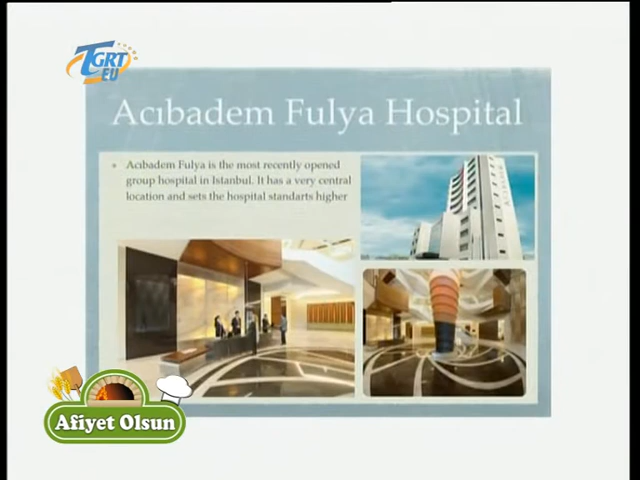 TGRT
EU
Acıbadem Fulya Hospital
Acıbadem Fulya is the most recently opened
group hospital in Istanbul. It has a very central
location and sets the hospital standarts higher
Afiyet Olsun